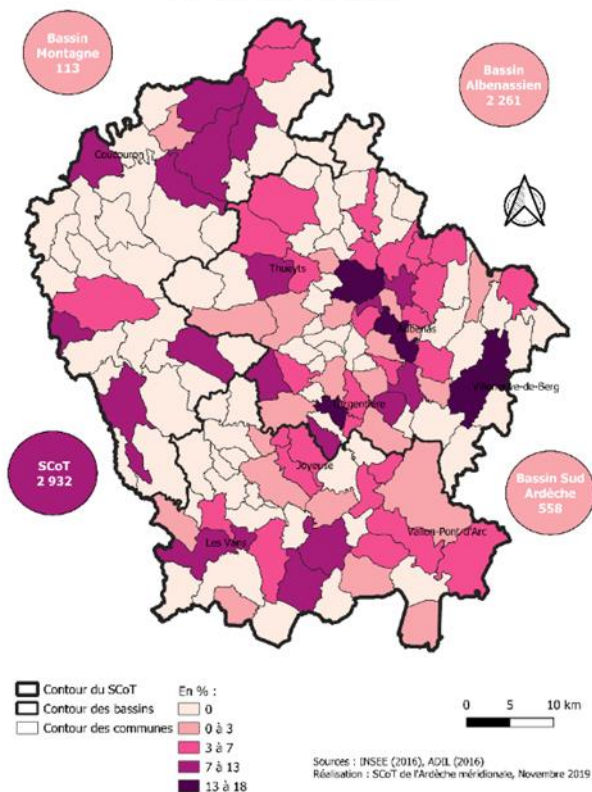 Bassin
Montagne
113
Bassin
Albenassien
2 261
Coucouron
Thueyts
Aubenas
Villeneuve-de-Berg
Largentière
SCoT
2 932
Joyeuse
Bassin Sud
Ardèche
558
Vallon-Pont-d'Arc
Les Vans
Contour du SCoT
Contour des bassins
Contour des communes
En % :
0
0 à 3
3 à 7
7 à 13
13 à 18
0 5 10 km
Sources : INSEE (2016), ADIL (2016)
Réalisation : SCoT de l'Ardèche méridionale, Novembre 2019